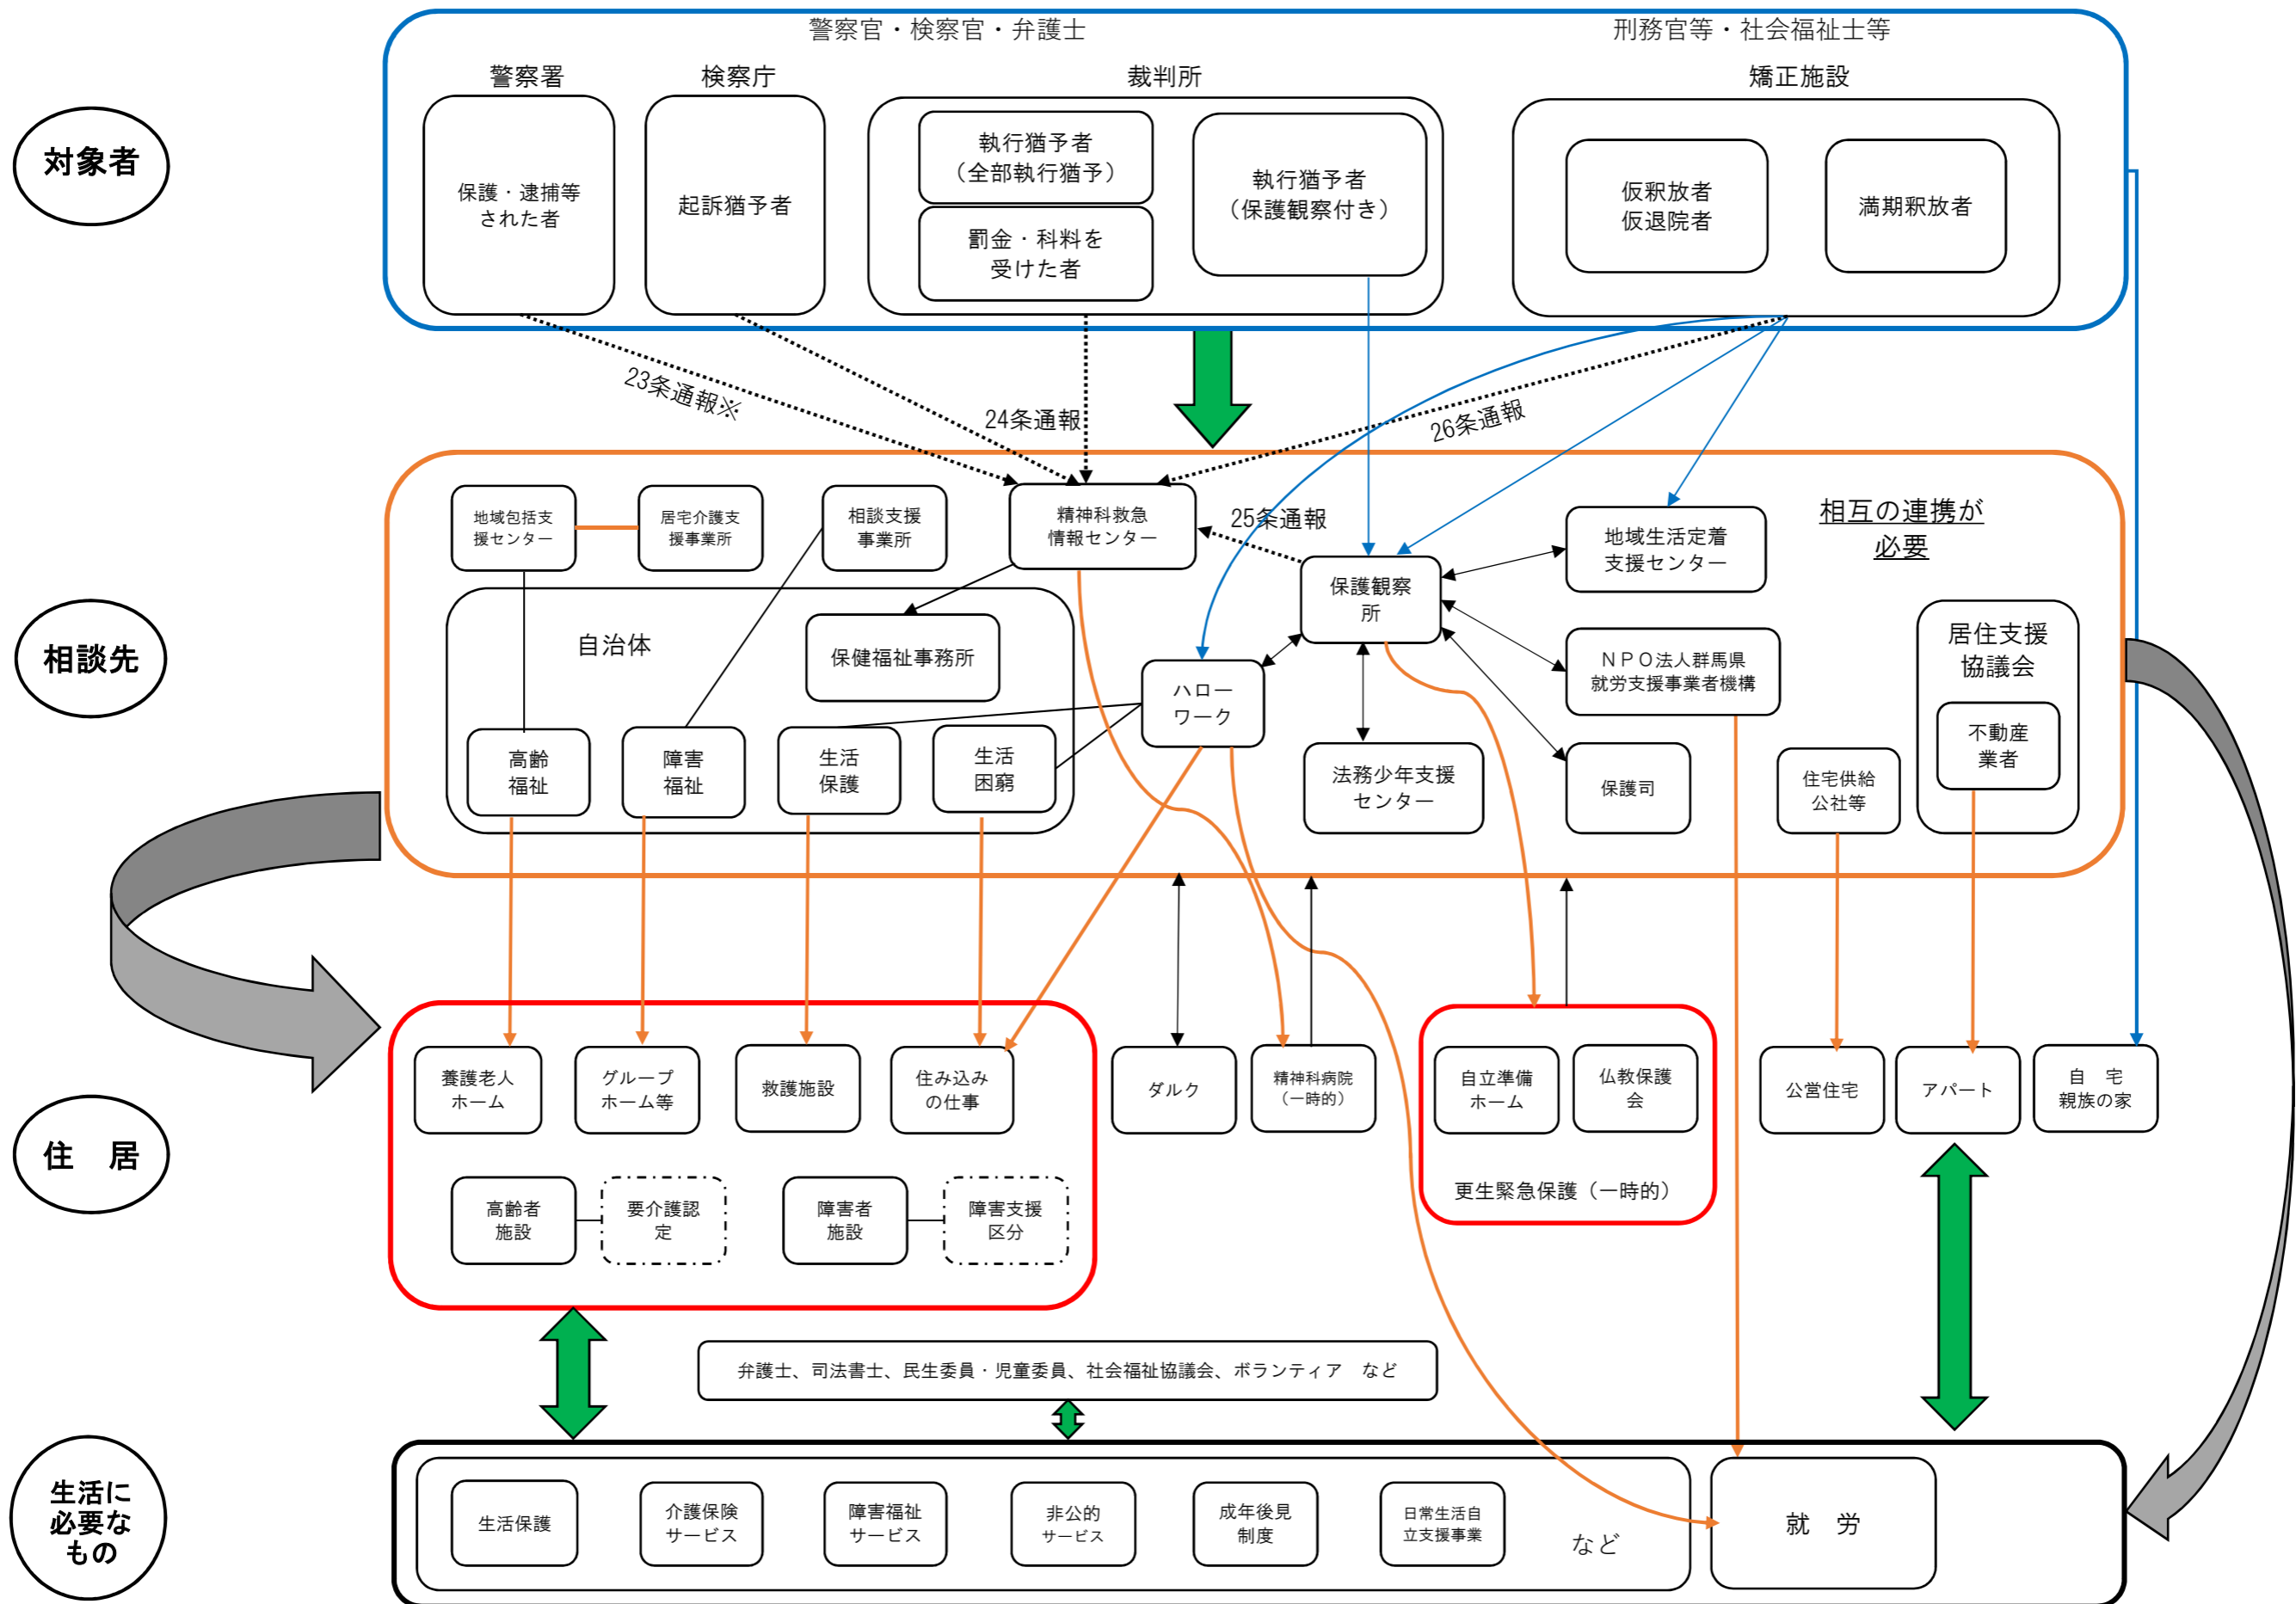 警察官・検察官・弁護士
刑務官等・社会福祉士等
警察署
検察庁
裁判所
矯正施設
対象者
保護・逮捕等
された者
起訴猶予者
執行猶予者
（全部執行猶予）
罰金・科料を
受けた者
執行猶予者
（保護観察付き）
仮釈放者
仮退院者
満期釈放者
23条通報※
24条通報
26条通報
25条通報
相談先
地域包括支
援センター
居宅介護支
援事業所
相談支援
事業所
精神科救急
情報センター
地域生活定着
支援センター
相互の連携が
必要
保護観察
所
自治体
保健福祉事務所
ハロー
ワーク
ＮＰＯ法人群馬県
就労支援事業者機構
居住支援
協議会
不動産
業者
高齢
福祉
障害
福祉
生活
保護
生活
困窮
法務少年支援
センター
保護司
住宅供給
公社等
住　居
養護老人
ホーム
グループ
ホーム等
救護施設
住み込み
の仕事
ダルク
精神科病院
（一時的）
自立準備
ホーム
仏教保護
会
更生緊急保護（一時的）
公営住宅
アパート
自　宅
親族の家
高齢者
施設
要介護認
定
障害者
施設
障害支援
区分
弁護士、司法書士、民生委員・児童委員、社会福祉協議会、ボランティア　など
生活に
必要な
もの
生活保護
介護保険
サービス
障害福祉
サービス
非公的
サービス
成年後見
制度
日常生活自
立支援事業
など
就　労